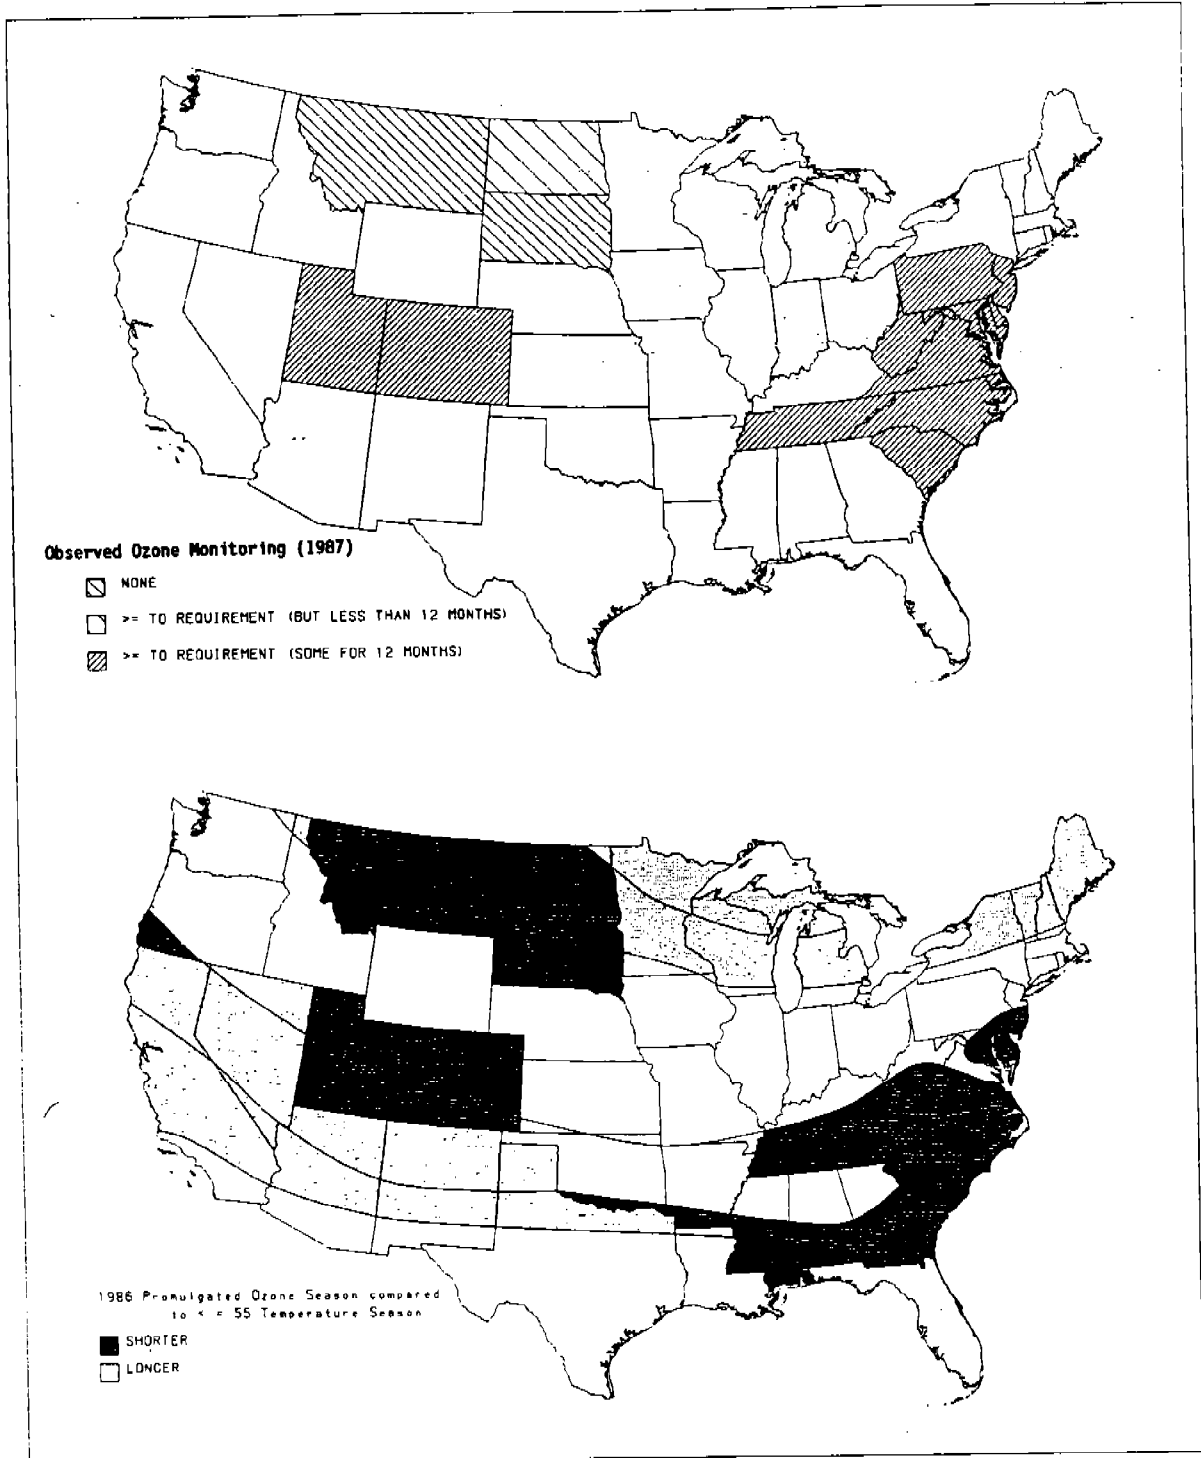 Observed Ozone Monitoring (1987)
NONE
>= TO REQUIREMENT (BUT LESS THAN 12 MONTHS)
>= TO REQUIREMENT (SOME FOR 12 MONTHS)
1986 Promulgated Ozone Season compared
to < = 55 Temperature Season
SHORTER
LONGER